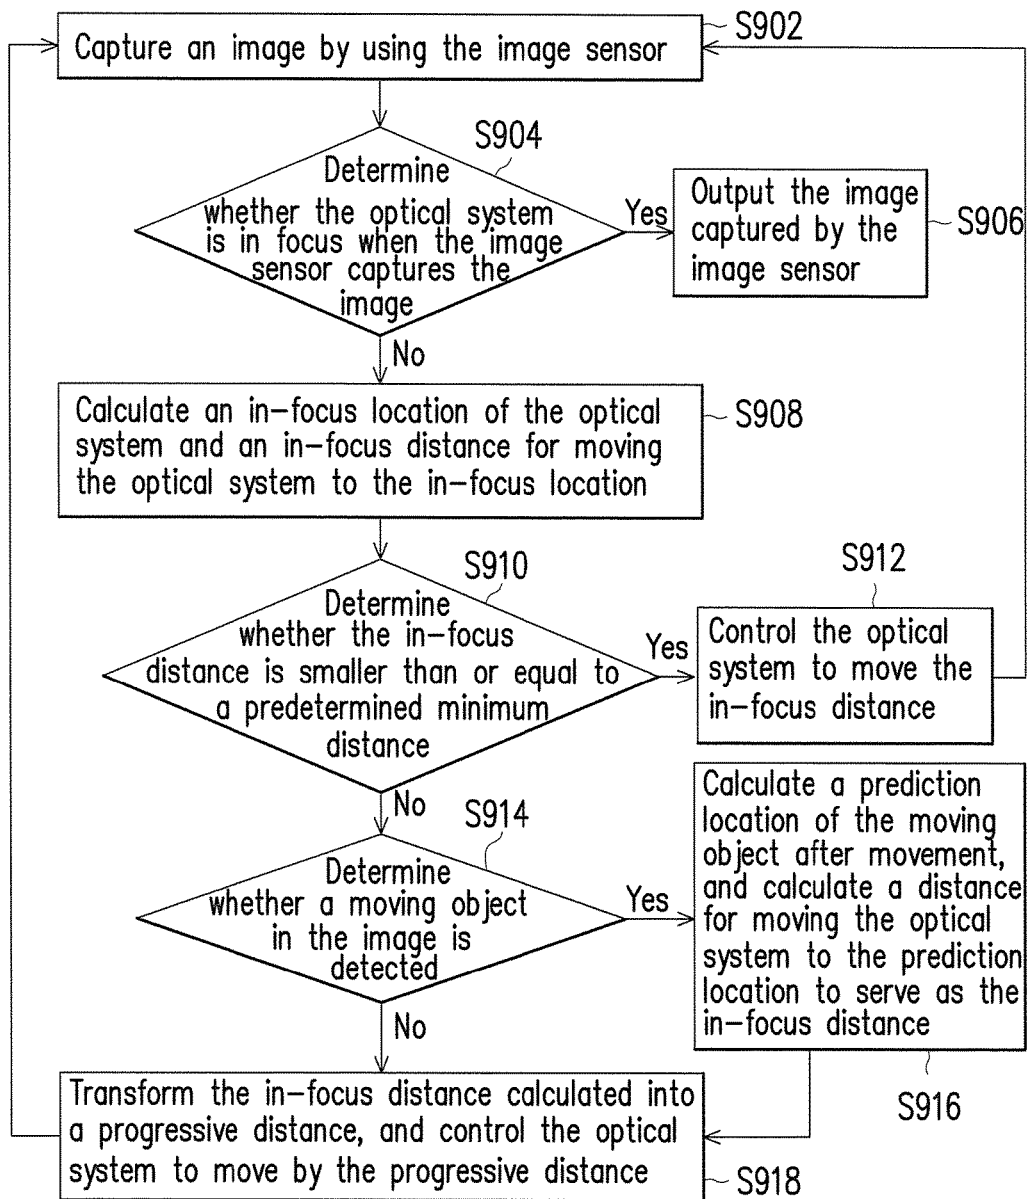 Capture an image by using the image sensor
S902
S904
Determine
whether the optical system
is in focus when the image
sensor captures the
image
Yes
Output the image
captured by the
image sensor
S906
No
Calculate an in-focus location of the optical
system and an in-focus distance for moving
the optical system to the in-focus location
S908
S910
Determine
whether the in-focus
distance is smaller than or equal to
a predetermined minimum
distance
Yes
S912
Control the optical
system to move the
in-focus distance
No
S914
Determine
whether a moving object
in the image is
detected
Yes
Calculate a prediction
location of the moving
object after movement,
and calculate a distance
for moving the optical
system to the prediction
location to serve as the
in-focus distance
S916
No
Transform the in-focus distance calculated into
a progressive distance, and control the optical
system to move by the progressive distance
S918